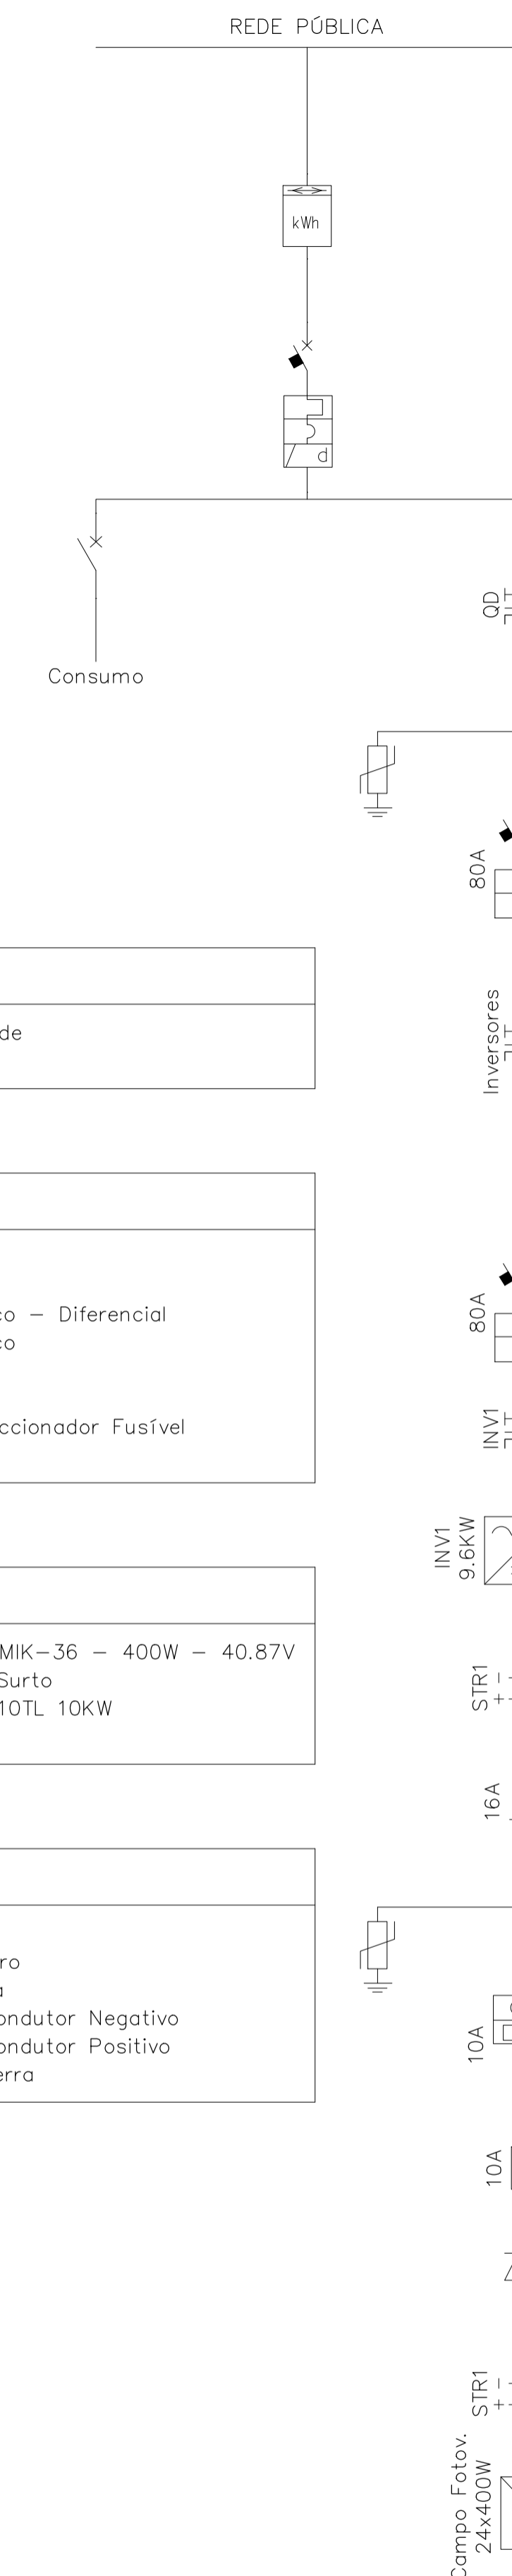 REDE PÚBLICA
kWh
d
Consumo
QD
80A
de
Inversores
co - Diferencial
co
80A
ccionador Fusível
INV1
INV1
9.6KW
MIK-36 - 400W - 40.87V
Surto
10TL 10KW
STR1
+ -
16A
ro
a
ondutor Negativo
ondutor Positivo
erra
10A
10A
STR1
+ -
Campo Fotov.
24x400W